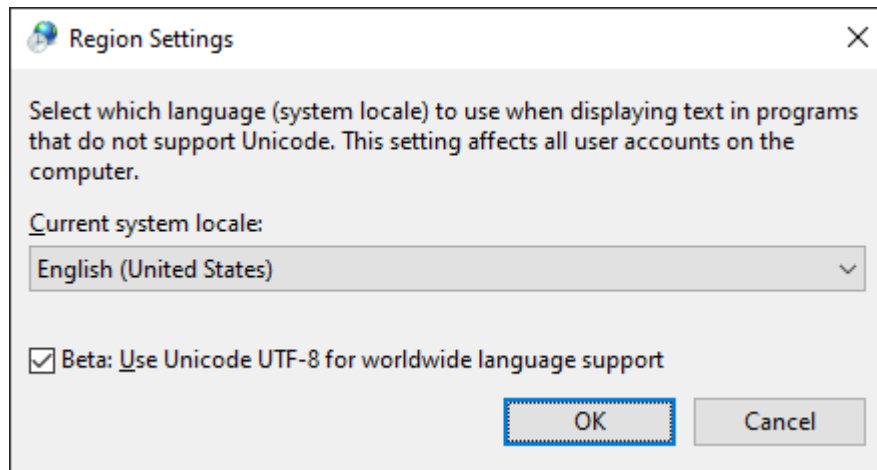 Region Settings
Select which language (system locale) to use when displaying text in programs
that do not support Unicode. This setting affects all user accounts on the
computer.
Current system locale:
English (United States)
Beta: Use Unicode UTF-8 for worldwide language support
OK
Cancel